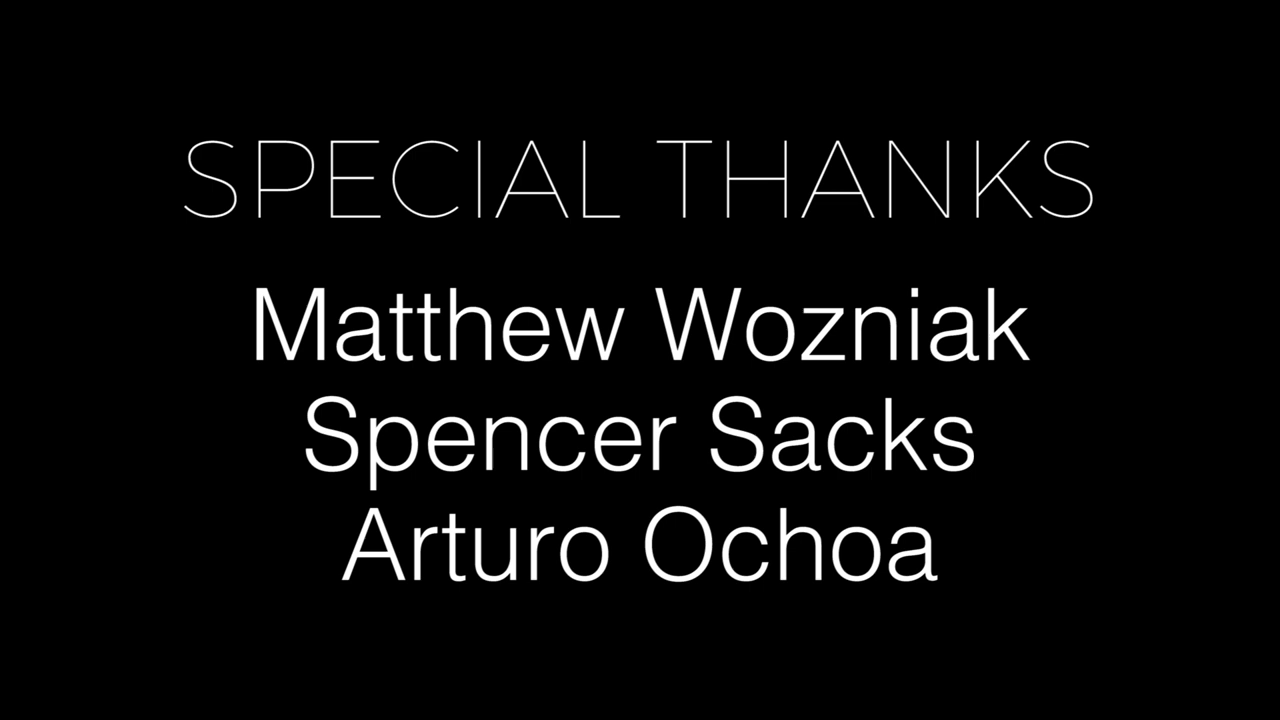 SPECIAL THANKS
Matthew Wozniak
Spencer Sacks
Arturo Ochoa